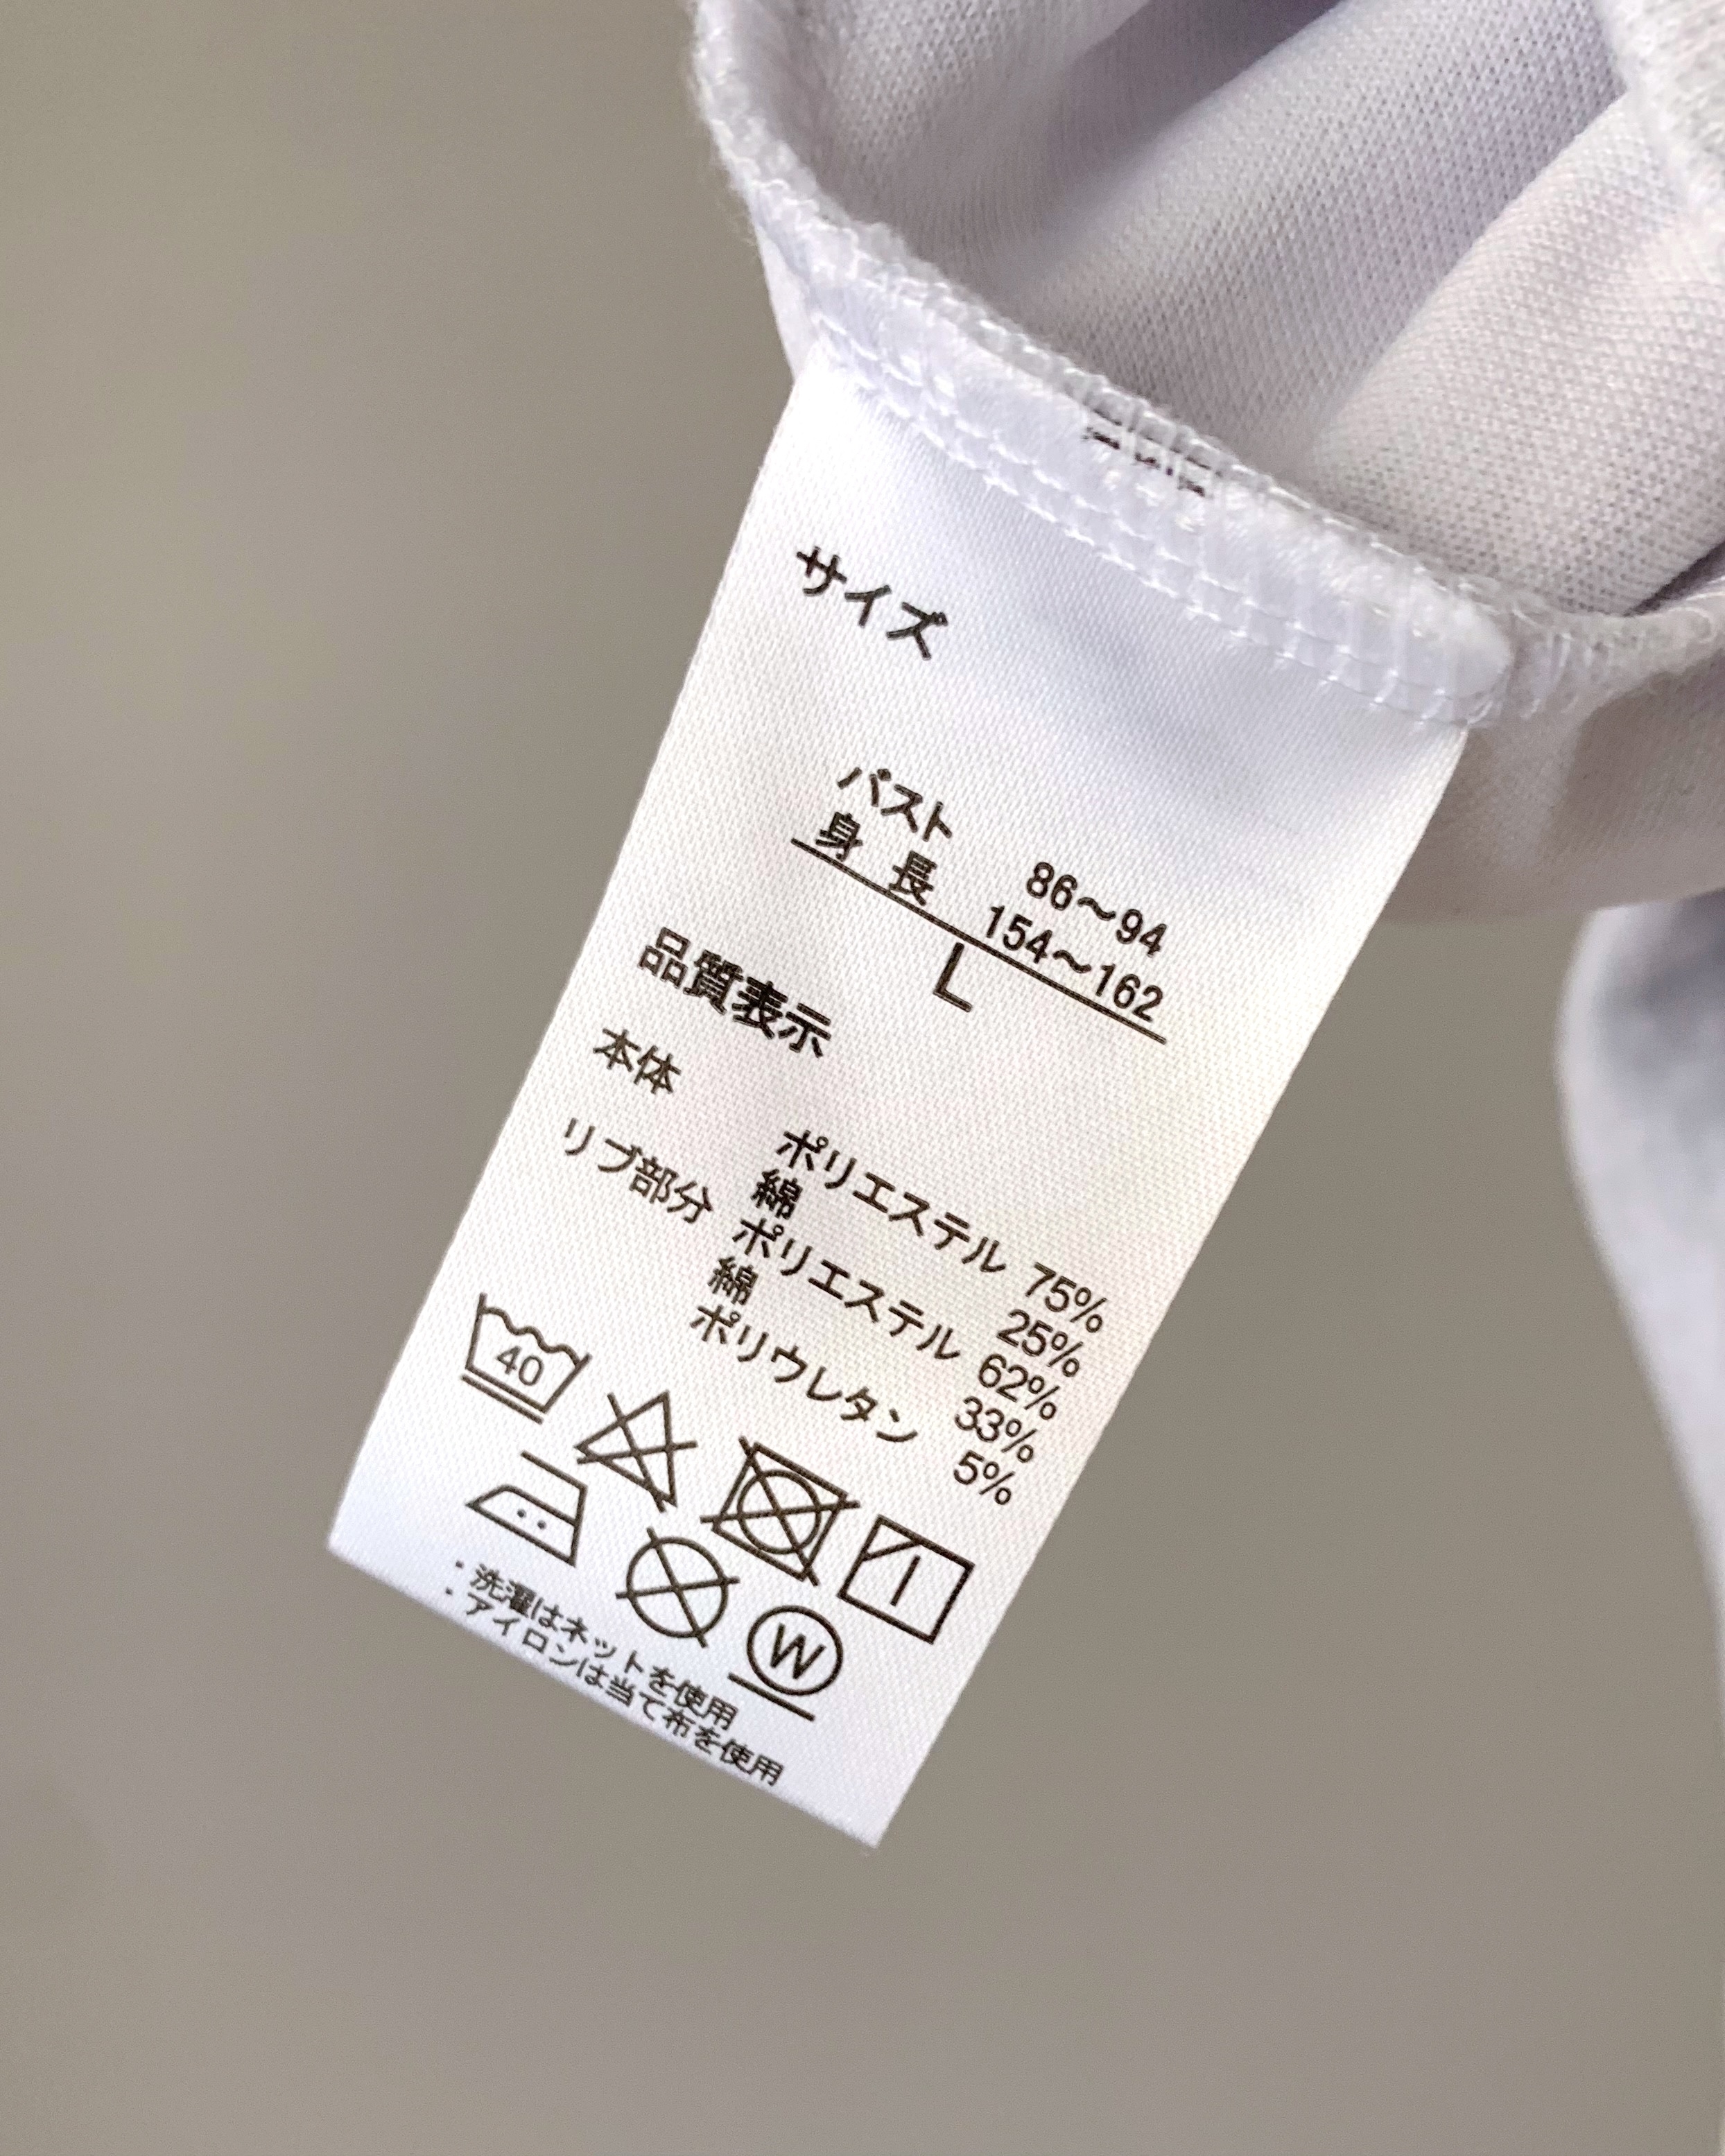 サイズ
バスト 86〜94
身長 154〜162
L
品質表示
本体 ポリエステル 75%
綿 25%
リブ部分 ポリエステル 62%
綿 33%
ポリウレタン 5%
40
W
・洗濯はネットを使用
・アイロンは当て布を使用